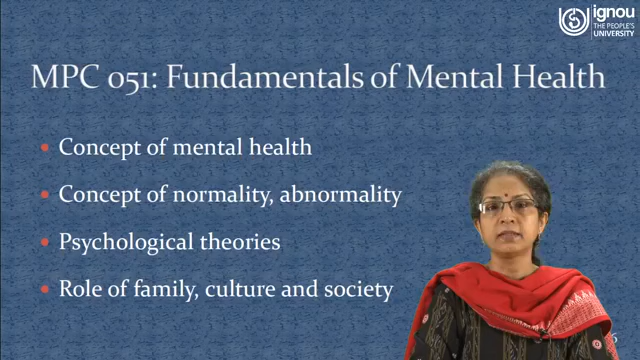 ignou
THE PEOPLE'S
UNIVERSITY
MPC 051: Fundamentals of Mental Health
Concept of mental health
Concept of normality, abnormality
Psychological theories
Role of family, culture and society
6